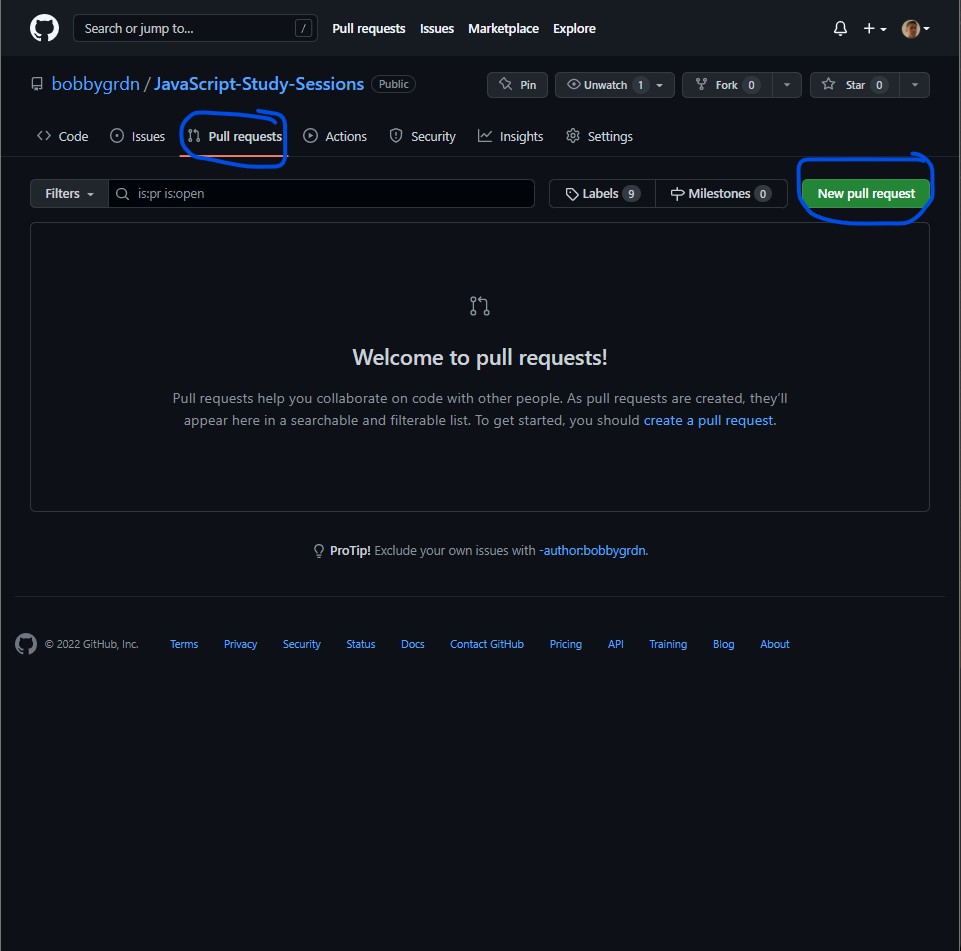 Search or jump to... / Pull requests Issues Marketplace Explore
bobbygrdn / JavaScript-Study-Sessions Public Pin Unwatch 1 Fork 0 Star 0
Code Issues Pull requests Actions Security Insights Settings
Filters is:pr is:open Labels 9 Milestones 0 New pull request
Welcome to pull requests!
Pull requests help you collaborate on code with other people. As pull requests are created, they’ll
appear here in a searchable and filterable list. To get started, you should create a pull request.
ProTip! Exclude your own issues with -author:bobbygrdn.
© 2022 GitHub, Inc. Terms Privacy Security Status Docs Contact GitHub Pricing API Training Blog About